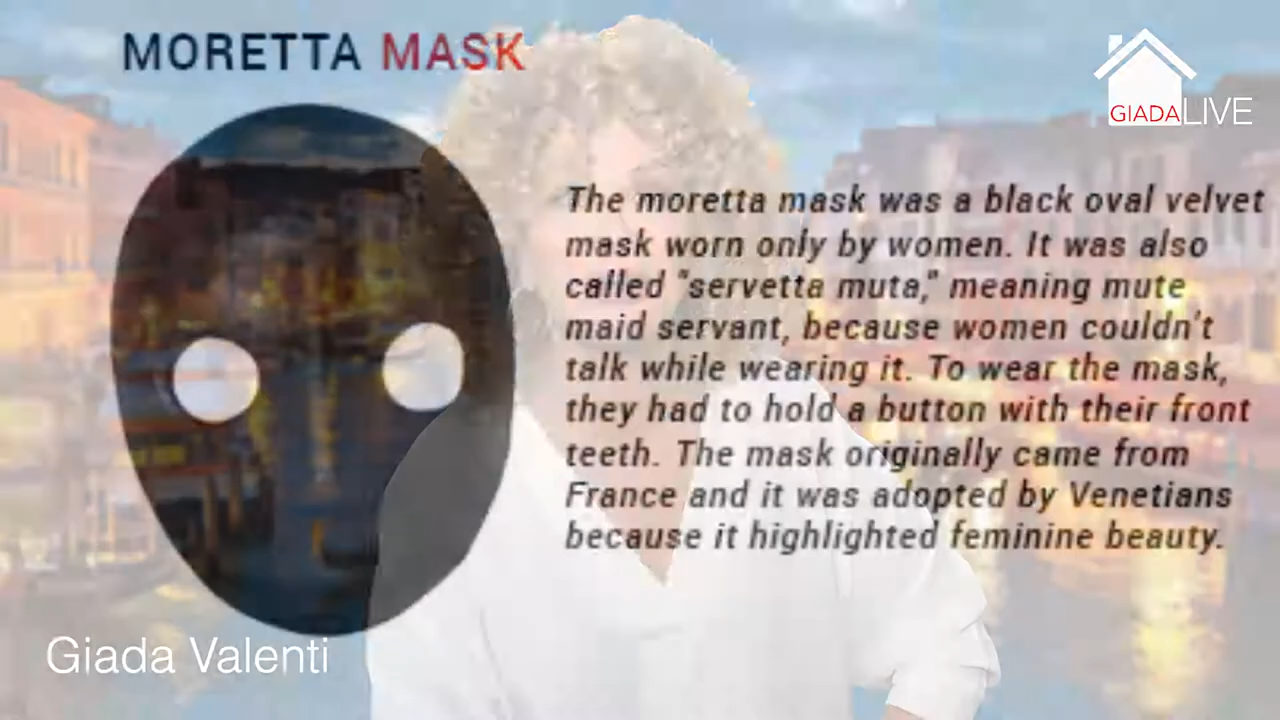 MORETTA MASK
GIADALIVE
The moretta mask was a black oval velvet
mask worn only by women. It was also
called "servetta muta," meaning mute
maid servant, because women couldn't
talk while wearing it. To wear the mask,
they had to hold a button with their front
teeth. The mask originally came from
France and it was adopted by Venetians
because it highlighted feminine beauty.
Giada Valenti